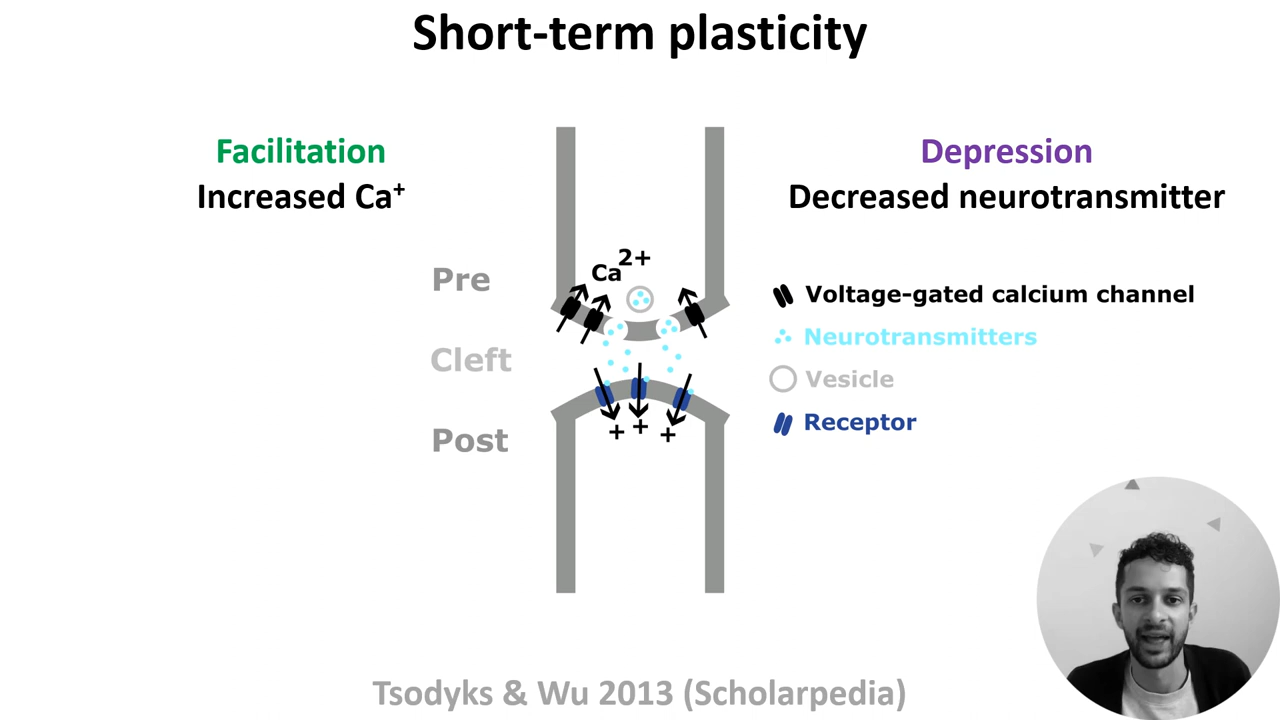 Short-term plasticity
Facilitation
Increased Ca⁺
Depression
Decreased neurotransmitter
Ca²⁺
Pre
Cleft
Post
+ + +
Voltage-gated calcium channel
Neurotransmitters
Vesicle
Receptor
Tsodyks & Wu 2013 (Scholarpedia)